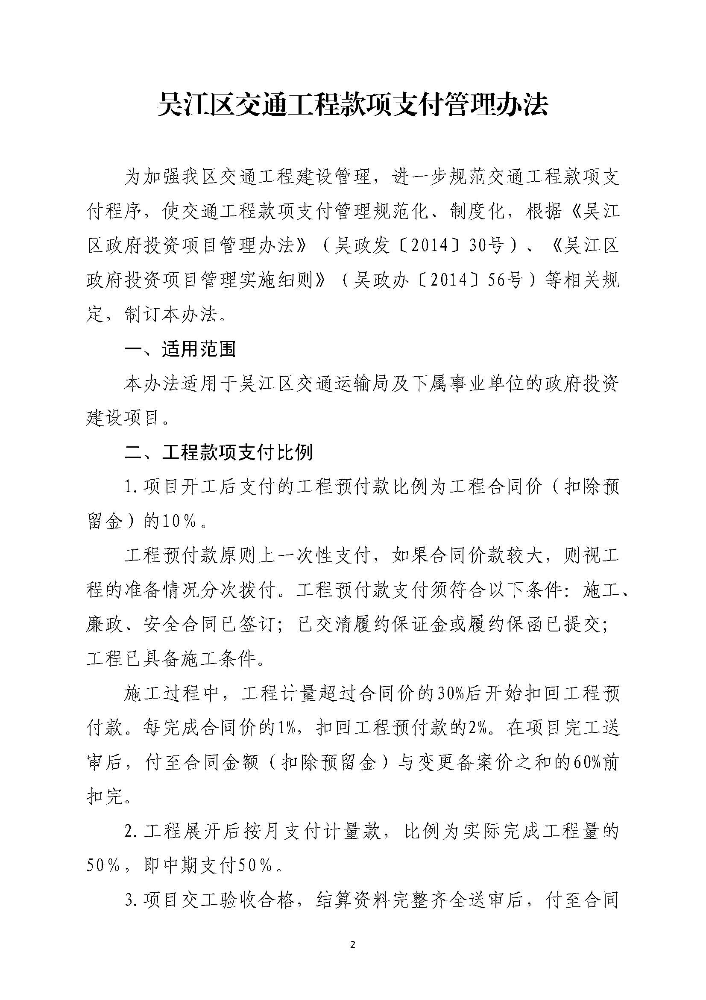 吴江区交通工程款项支付管理办法
为加强我区交通工程建设管理，进一步规范交通工程款项支
付程序，使交通工程款项支付管理规范化、制度化，根据《吴江
区政府投资项目管理办法》（吴政发〔2014〕30号）、《吴江区
政府投资项目管理实施细则》（吴政办〔2014〕56号）等相关规
定，制订本办法。
一、适用范围
本办法适用于吴江区交通运输局及下属事业单位的政府投资
建设项目。
二、工程款项支付比例
1.项目开工后支付的工程预付款比例为工程合同价（扣除预
留金）的10%。
工程预付款原则上一次性支付，如果合同价款较大，则视工
程的准备情况分次拨付。工程预付款支付须符合以下条件：施工、
廉政、安全合同已签订；已交清履约保证金或履约保函已提交；
工程已具备施工条件。
施工过程中，工程计量超过合同价的30%后开始扣回工程预
付款。每完成合同价的1%，扣回工程预付款的2%。在项目完工送
审后，付至合同金额（扣除预留金）与变更备案价之和的60%前
扣完。
2.工程展开后按月支付计量款，比例为实际完成工程量的
50%，即中期支付50%。
3.项目交工验收合格，结算资料完整齐全送审后，付至合同
2